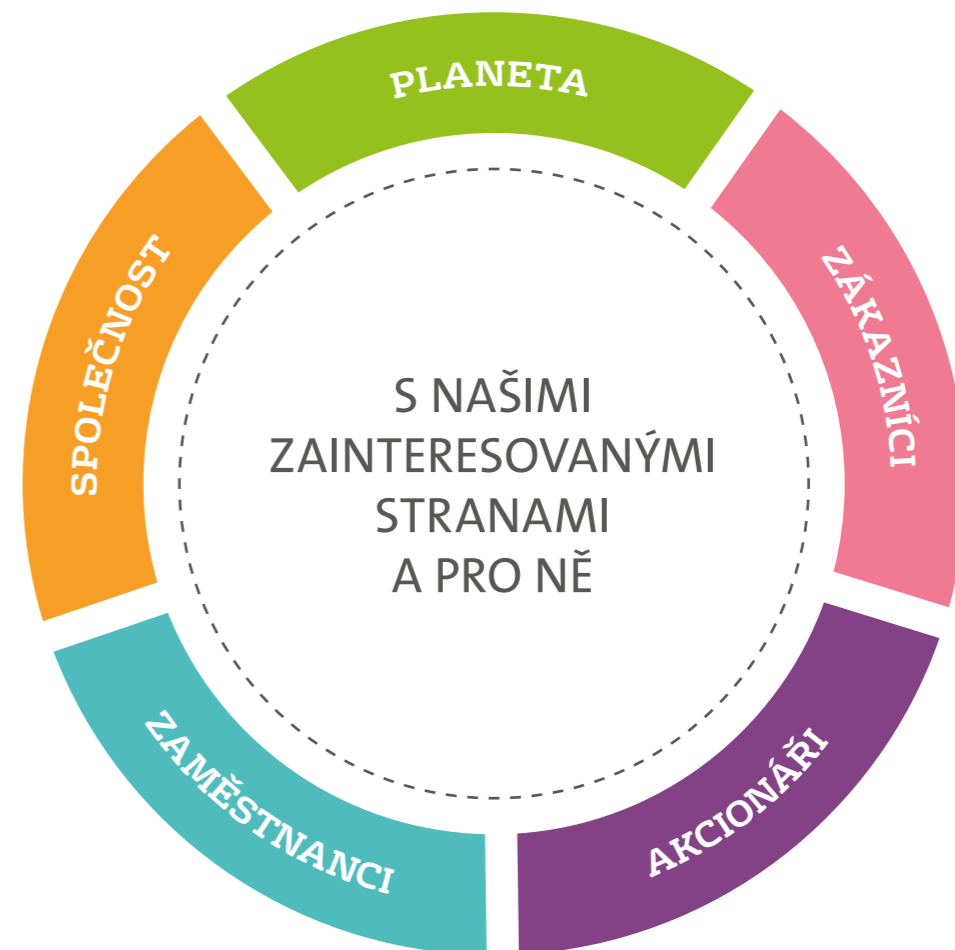 PLANETA
ZÁKAZNÍCI
AKCIONÁŘI
ZAMĚSTNANCI
SPOLEČNOST
S NAŠIMI
ZAINTERESOVANÝMI
STRANAMI
A PRO NĚ